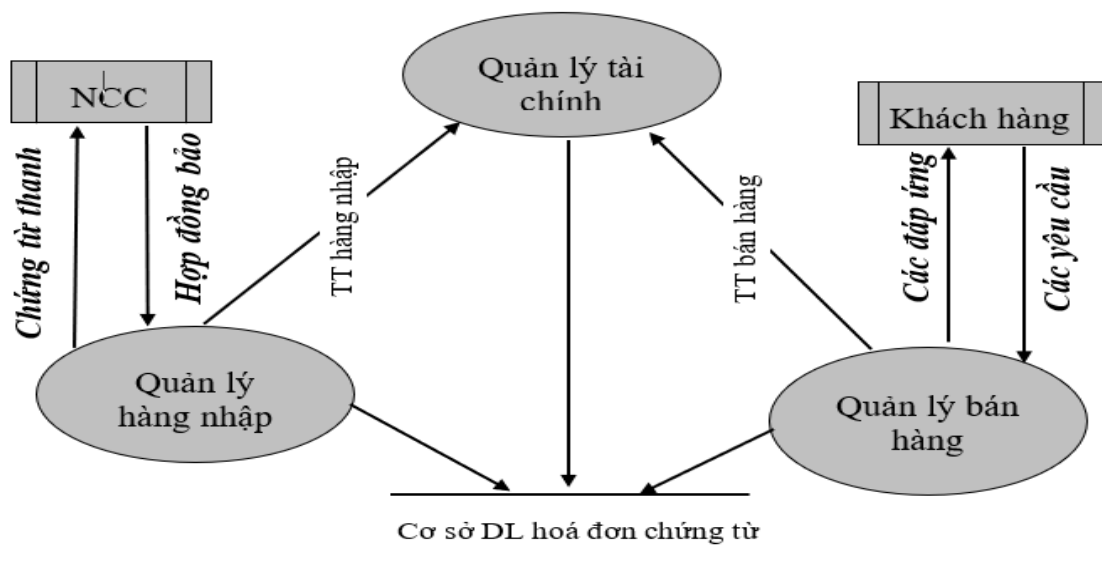 Quản lý tài
chính
NCC
Khách hàng
Chứng từ thanh
Hợp đồng bảo
TT hàng nhập
TT bán hàng
Các đáp ứng
Các yêu cầu
Quản lý
hàng nhập
Quản lý bán
hàng
Cơ sở DL hoá đơn chứng từ